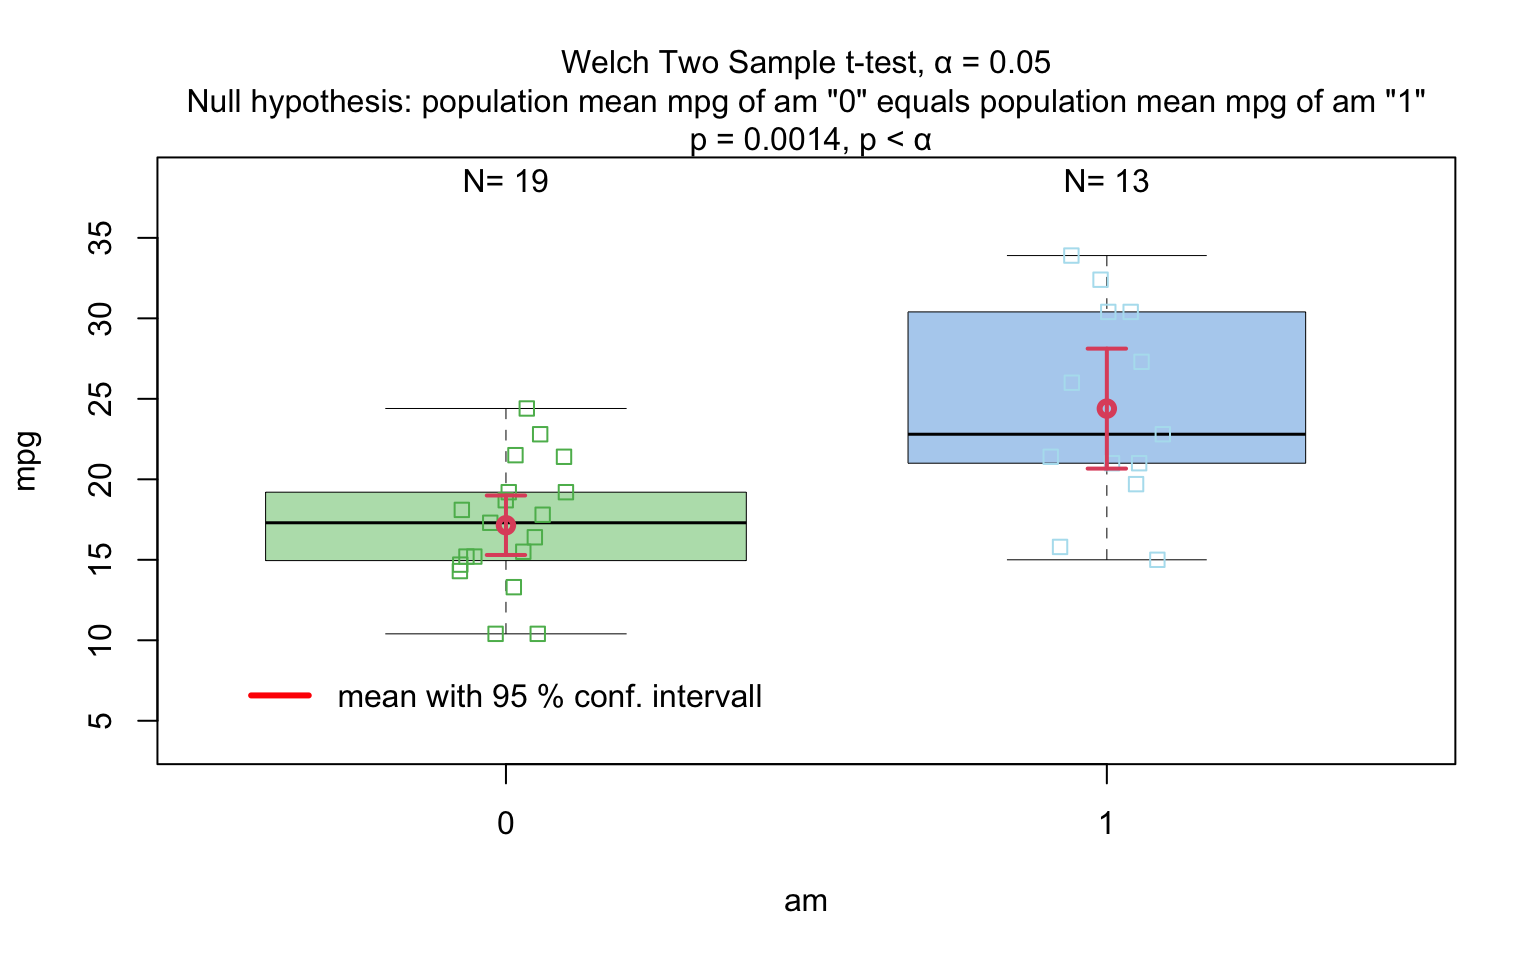 Welch Two Sample t-test, α = 0.05
Null hypothesis: population mean mpg of am "0" equals population mean mpg of am "1"
p = 0.0014, p < α
N= 19
N= 13
35
30
25
20
15
10
5
mpg
mean with 95 % conf. intervall
0
1
am